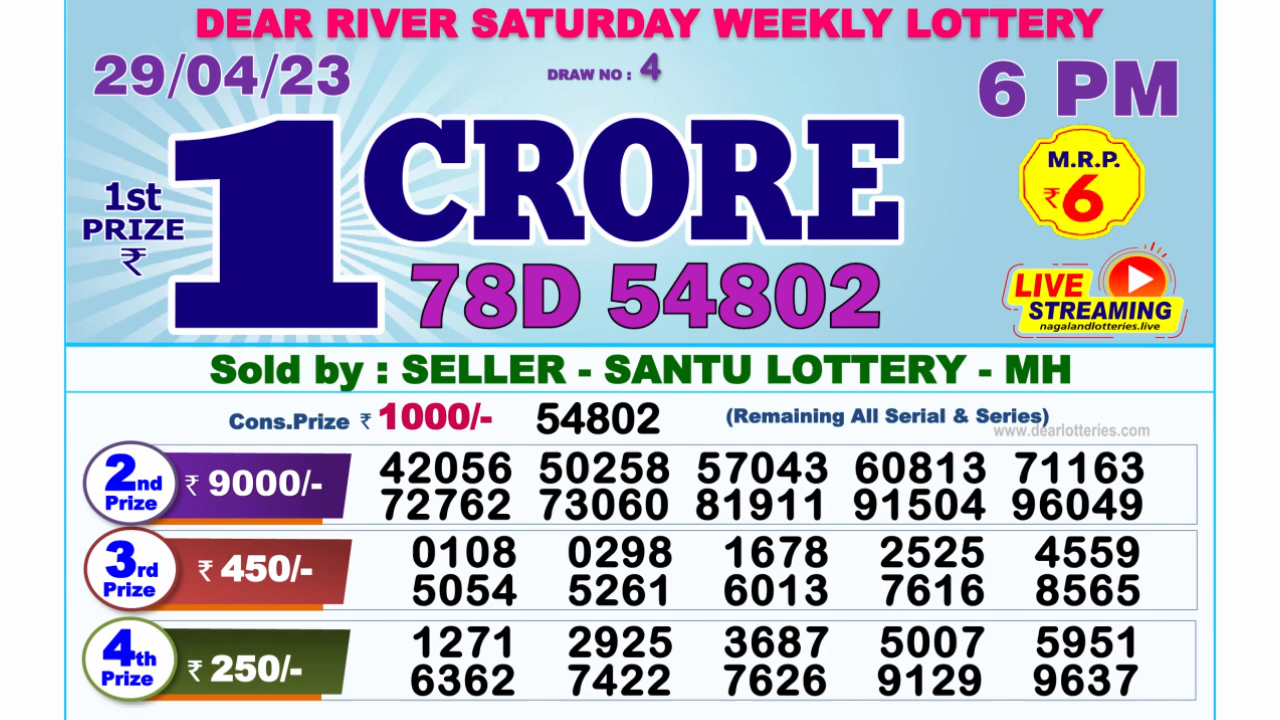 DEAR RIVER SATURDAY WEEKLY LOTTERY
29/04/23
DRAW NO : 4
6 PM
1st
PRIZE
₹
1 CRORE
M.R.P.
₹6
78D 54802
LIVE
STREAMING
nagalandlotteries.live
Sold by : SELLER - SANTU LOTTERY - MH
Cons.Prize ₹ 1000/- 54802 (Remaining All Serial & Series)
www.dearlotteries.com
2nd Prize ₹ 9000/-
42056 50258 57043 60813 71163
72762 73060 81911 91504 96049
3rd Prize ₹ 450/-
0108 0298 1678 2525 4559
5054 5261 6013 7616 8565
4th Prize ₹ 250/-
1271 2925 3687 5007 5951
6362 7422 7626 9129 9637